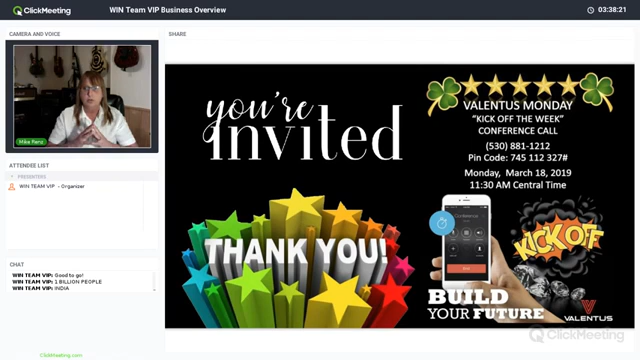 ClickMeeting
WIN Team VIP Business Overview
03:38:21
CAMERA AND VOICE
Mike Renz
ATTENDEE LIST
PRESENTERS
WIN TEAM VIP - Organizer
CHAT
WIN TEAM VIP: Good to go!
WIN TEAM VIP: 1 BILLION PEOPLE
WIN TEAM VIP: INDIA
ClickMeeting.com
SHARE
you're
invited
THANK YOU!
VALENTUS MONDAY
"KICK OFF THE WEEK"
CONFERENCE CALL
(530) 881-1212
Pin Code: 745 112 327#
Monday, March 18, 2019
11:30 AM Central Time
Conference
KICK OFF
BUILD
YOUR FUTURE
VALENTUS
ClickMeeting